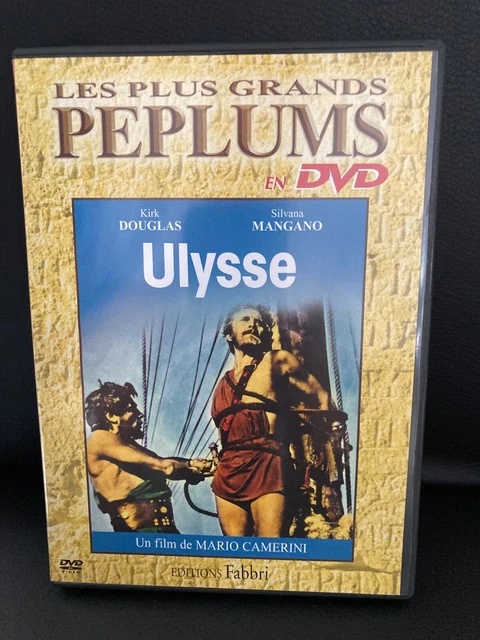 LES PLUS GRANDS
PEPLUMS
EN DVD
Kirk DOUGLAS
Silvana MANGANO
Ulysse
Un film de MARIO CAMERINI
DVD
VIDEO
EDITIONS Fabbri